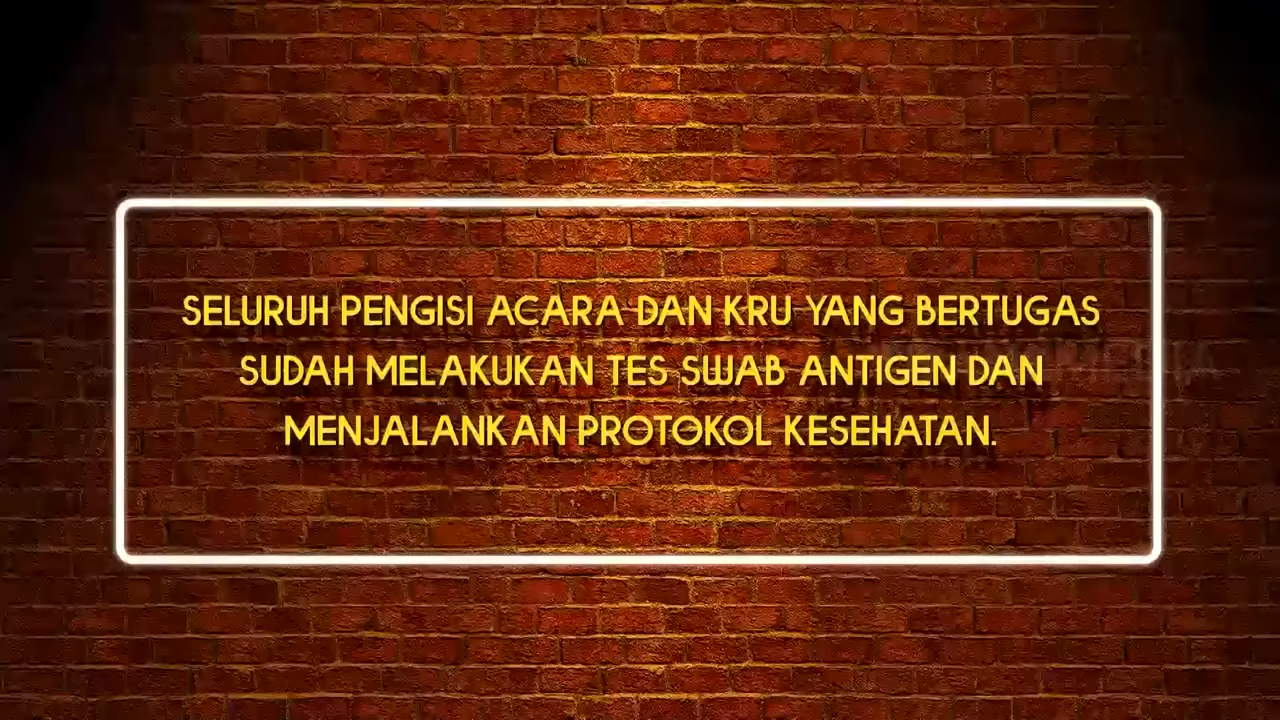 SELURUH PENGISI ACARA DAN KRU YANG BERTUGAS
SUDAH MELAKUKAN TES SWAB ANTIGEN DAN
MENJALANKAN PROTOKOL KESEHATAN.